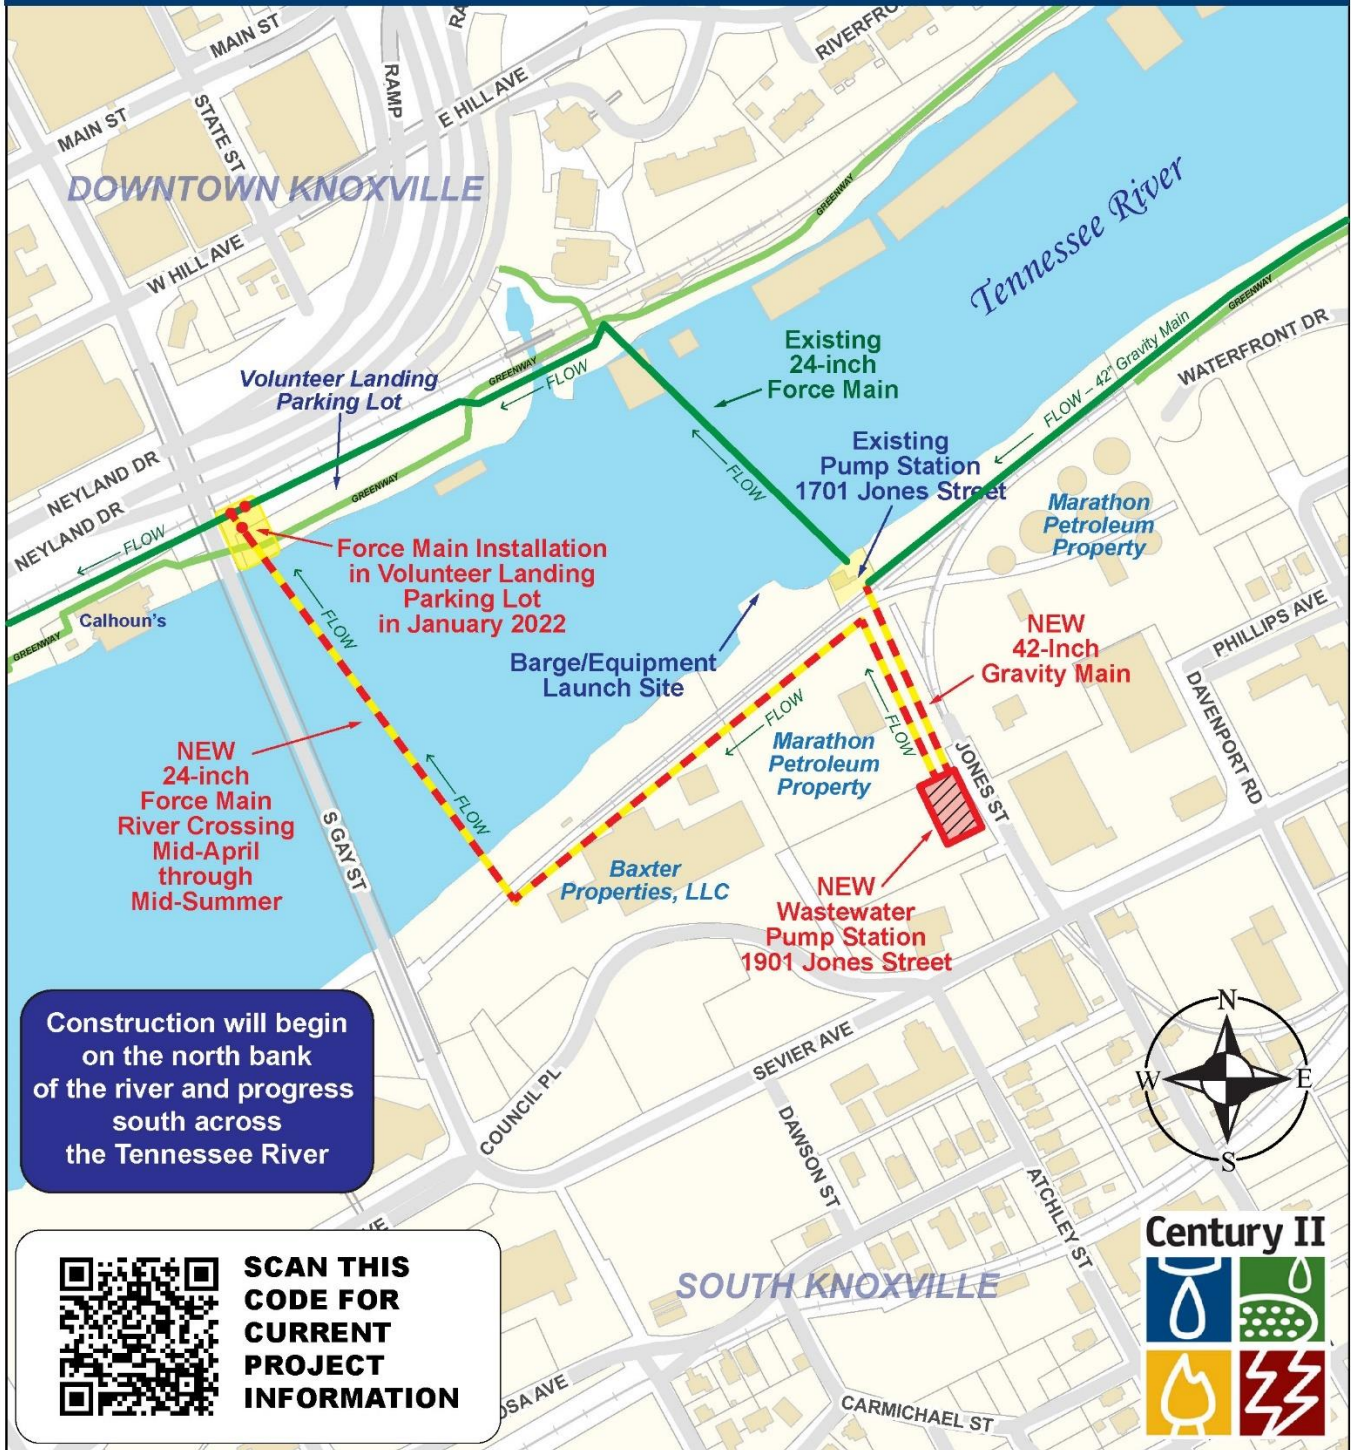 MAIN ST
RAMP
E HILL AVE
STATE ST
MAIN ST
DOWNTOWN KNOXVILLE
W HILL AVE
GREENWAY
Tennessee River
GREENWAY
WATERFRONT DR
Existing
24-inch
Force Main
FLOW – 42" Gravity Main
Volunteer Landing
Parking Lot
GREENWAY
FLOW
Existing
Pump Station
1701 Jones Street
FLOW
NEYLAND DR
NEYLAND DR
GREENWAY
FLOW
Marathon
Petroleum
Property
Force Main Installation
in Volunteer Landing
Parking Lot
in January 2022
Calhoun's
GREENWAY
FLOW
Barge/Equipment
Launch Site
NEW
42-Inch
Gravity Main
PHILLIPS AVE
DAVENPORT RD
FLOW
FLOW
Marathon
Petroleum
Property
JONES ST
NEW
24-inch
Force Main
River Crossing
Mid-April
through
Mid-Summer
FLOW
S GAY ST
Baxter
Properties, LLC
NEW
Wastewater
Pump Station
1901 Jones Street
Construction will begin
on the north bank
of the river and progress
south across
the Tennessee River
N
W
E
S
SEVIER AVE
COUNCIL PL
DAWSON ST
ATCHLEY ST
SCAN THIS
CODE FOR
CURRENT
PROJECT
INFORMATION
SOUTH KNOXVILLE
CARMICHAEL ST
Century II